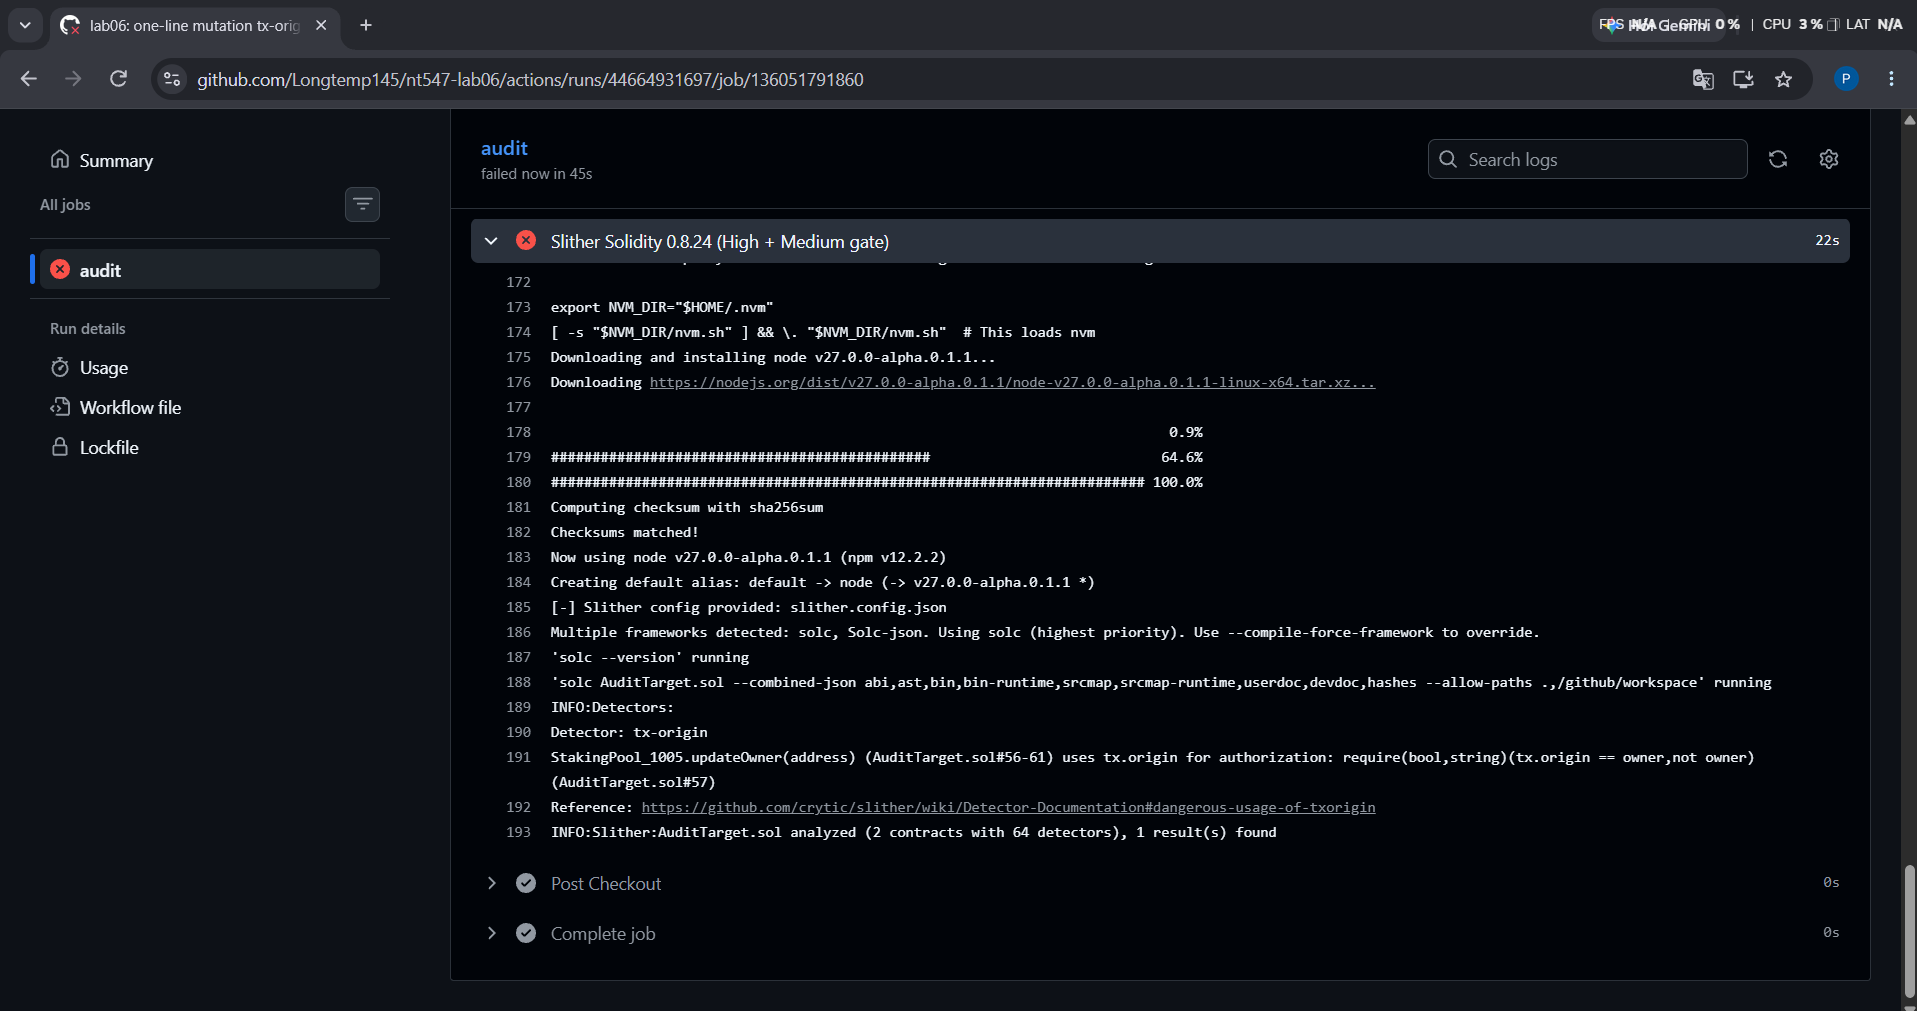 lab06: one-line mutation tx-orig
FPS N/A GPU 0 % | CPU 3 % LAT N/A
Gemini
github.com/Longtemp145/nt547-lab06/actions/runs/44664931697/job/136051791860
P
Summary
All jobs
audit
Run details
Usage
Workflow file
Lockfile
audit
failed now in 45s
Search logs
Slither Solidity 0.8.24 (High + Medium gate)
22s
172
173 export NVM_DIR="$HOME/.nvm"
174 [ -s "$NVM_DIR/nvm.sh" ] && \. "$NVM_DIR/nvm.sh"  # This loads nvm
175 Downloading and installing node v27.0.0-alpha.0.1.1...
176 Downloading https://nodejs.org/dist/v27.0.0-alpha.0.1.1/node-v27.0.0-alpha.0.1.1-linux-x64.tar.xz...
177
178 0.9%
179 ############################################## 64.6%
180 ######################################################################## 100.0%
181 Computing checksum with sha256sum
182 Checksums matched!
183 Now using node v27.0.0-alpha.0.1.1 (npm v12.2.2)
184 Creating default alias: default -> node (-> v27.0.0-alpha.0.1.1 *)
185 [-] Slither config provided: slither.config.json
186 Multiple frameworks detected: solc, Solc-json. Using solc (highest priority). Use --compile-force-framework to override.
187 'solc --version' running
188 'solc AuditTarget.sol --combined-json abi,ast,bin,bin-runtime,srcmap,srcmap-runtime,userdoc,devdoc,hashes --allow-paths .,/github/workspace' running
189 INFO:Detectors:
190 Detector: tx-origin
191 StakingPool_1005.updateOwner(address) (AuditTarget.sol#56-61) uses tx.origin for authorization: require(bool,string)(tx.origin == owner,not owner)
(AuditTarget.sol#57)
192 Reference: https://github.com/crytic/slither/wiki/Detector-Documentation#dangerous-usage-of-txorigin
193 INFO:Slither:AuditTarget.sol analyzed (2 contracts with 64 detectors), 1 result(s) found
Post Checkout
0s
Complete job
0s